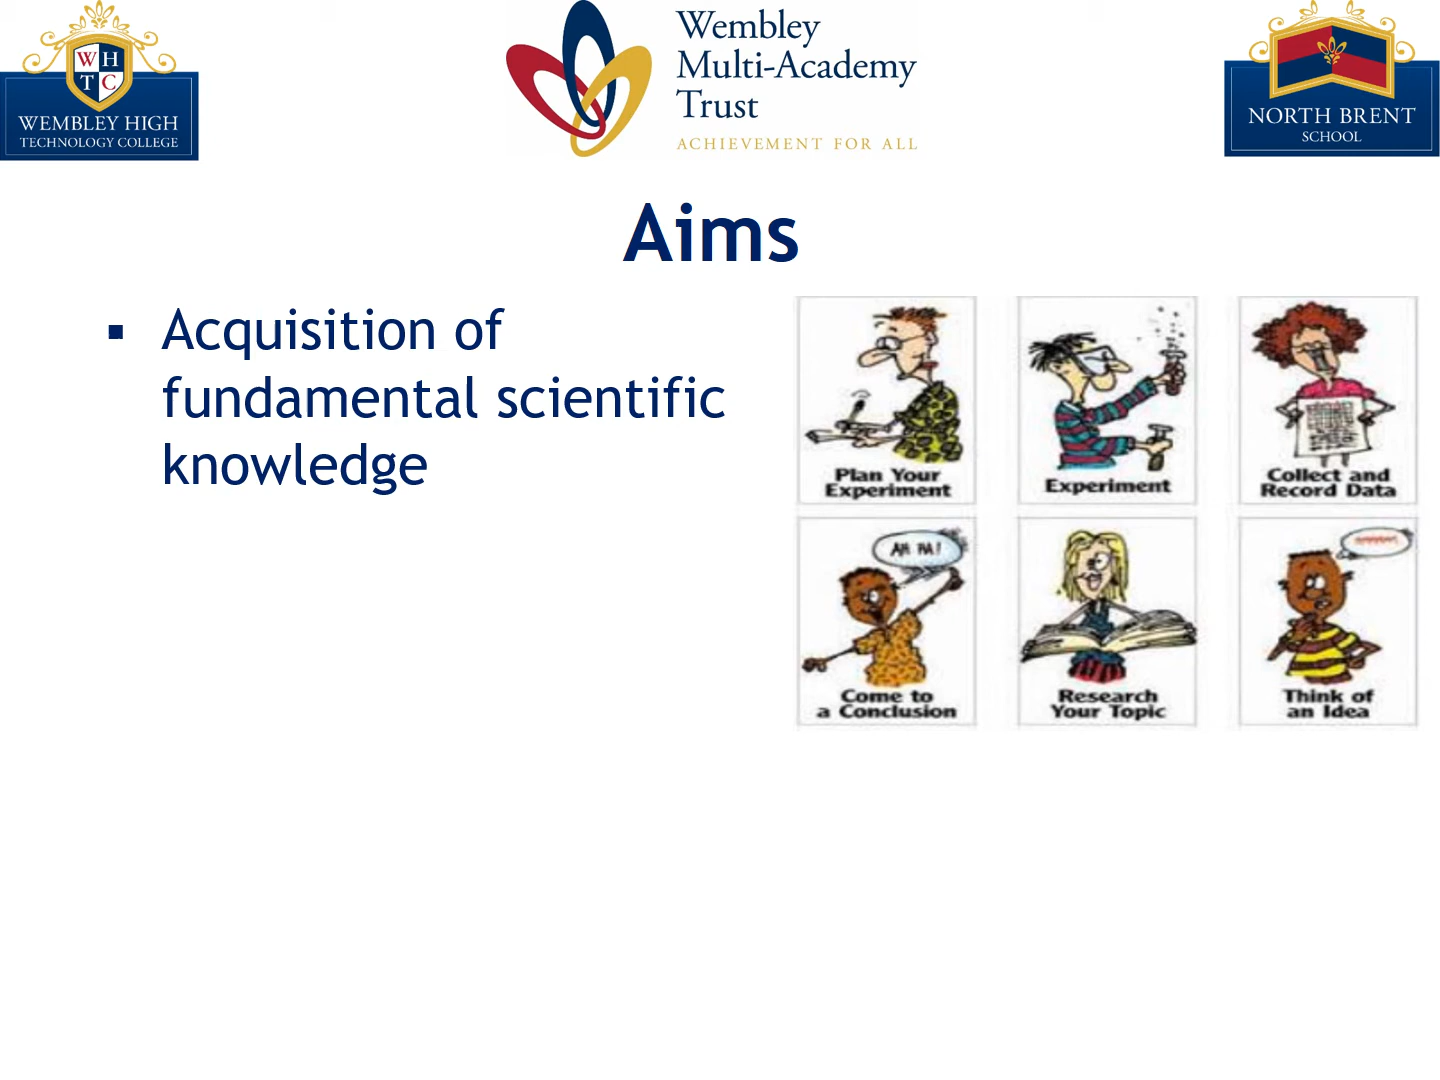 WHTC
WEMBLEY HIGH
TECHNOLOGY COLLEGE
Wembley
Multi-Academy
Trust
ACHIEVEMENT FOR ALL
NORTH BRENT
SCHOOL
Aims
▪ Acquisition of
fundamental scientific
knowledge
Plan Your
Experiment
Experiment
Collect and
Record Data
AH HA!
Come to
a Conclusion
Research
Your Topic
Think of
an Idea